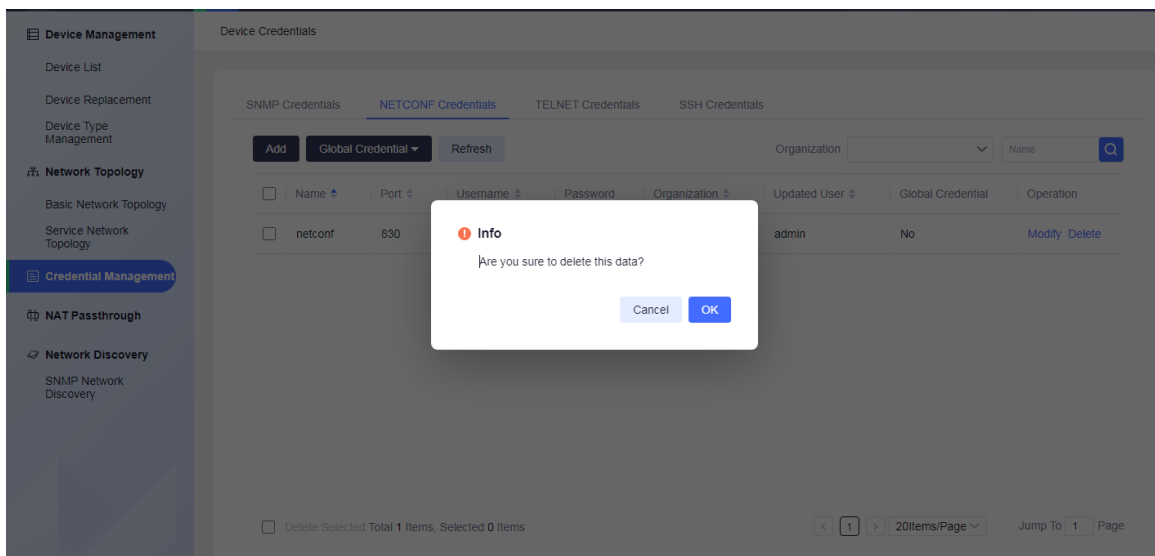 Device Management
Device List
Device Replacement
Device Type
Management
Network Topology
Basic Network Topology
Service Network
Topology
Credential Management
NAT Passthrough
Network Discovery
SNMP Network
Discovery
Device Credentials
SNMP Credentials NETCONF Credentials TELNET Credentials SSH Credentials
Add Global Credential Refresh Organization Name
Name Port Username Password Organization Updated User Global Credential Operation
netconf 830 admin No Modify Delete
Info
Are you sure to delete this data?
Cancel OK
Delete Selected Total 1 Items, Selected 0 Items 1 20Items/Page Jump To 1 Page